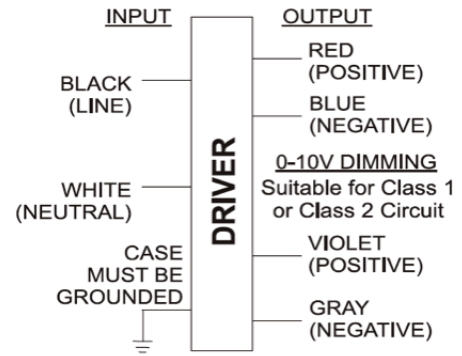 INPUT
OUTPUT
BLACK
(LINE)
WHITE
(NEUTRAL)
CASE
MUST BE
GROUNDED
DRIVER
RED
(POSITIVE)
BLUE
(NEGATIVE)
0-10V DIMMING
Suitable for Class 1
or Class 2 Circuit
VIOLET
(POSITIVE)
GRAY
(NEGATIVE)